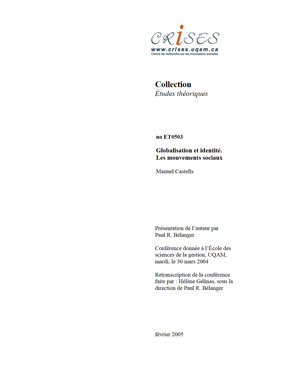 CRiSES
www.crises.uqam.ca
Centre de recherche sur les innovations sociales
Collection
Études théoriques
no ET0503
Globalisation et identité.
Les mouvements sociaux
Manuel Castells
Présentation de l'auteur par
Paul R. Bélanger
Conférence donnée à l'École des
sciences de la gestion, UQAM,
mardi, le 30 mars 2004
Retranscription de la conférence
faite par : Hélène Gélinas, sous la
direction de Paul R. Bélanger
février 2005